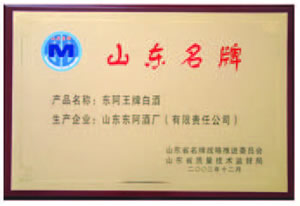 山东名牌
产品名称：东阿王牌白酒
生产企业：山东东阿酒厂（有限责任公司）
山东省名牌战略推进委员会
山东省质量技术监督局
二〇〇三年十二月